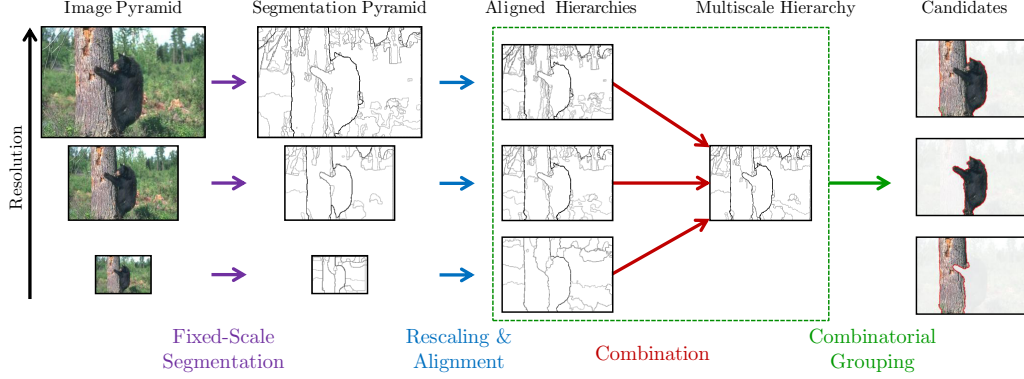 Image Pyramid
Segmentation Pyramid
Aligned Hierarchies
Multiscale Hierarchy
Candidates
Resolution
Fixed-Scale
Segmentation
Rescaling &
Alignment
Combination
Combinatorial
Grouping